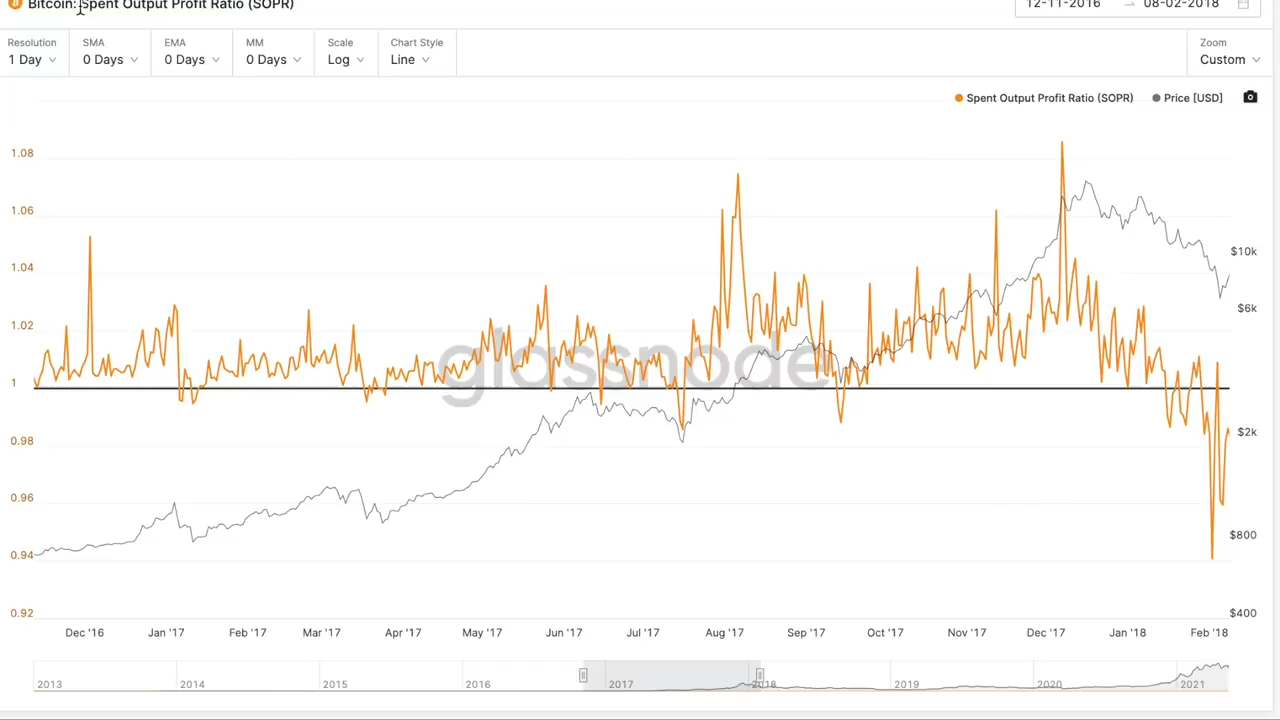 Bitcoin: Spent Output Profit Ratio (SOPR)
12-11-2016 → 08-02-2018
Resolution SMA EMA MM Scale Chart Style Zoom
1 Day 0 Days 0 Days 0 Days Log Line Custom
Spent Output Profit Ratio (SOPR) Price [USD]
1.08
1.06
1.04
1.02
1
0.98
0.96
0.94
0.92
$10k
$6k
$2k
$800
$400
glassnode
Dec '16 Jan '17 Feb '17 Mar '17 Apr '17 May '17 Jun '17 Jul '17 Aug '17 Sep '17 Oct '17 Nov '17 Dec '17 Jan '18 Feb '18
2013 2014 2015 2016 2017 2018 2019 2020 2021